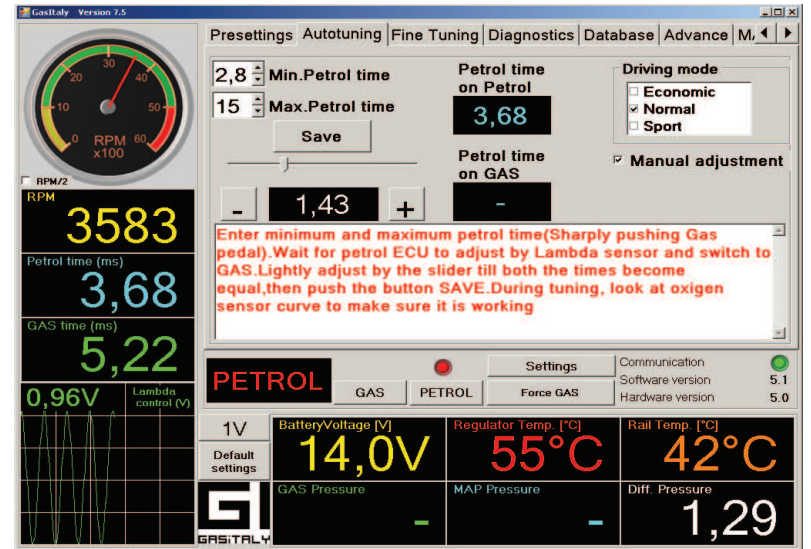 GasItaly Version 7.5
Presettings Autotuning Fine Tuning Diagnostics Database Advance
0 10 20 30 40 50 60
RPM
x100
RPM/2
RPM
3583
Petrol time (ms)
3,68
GAS time (ms)
5,22
0,96V
Lambda
control (V)
2,8 Min.Petrol time
15 Max.Petrol time
Save
- 1,43 +
Petrol time
on Petrol
3,68
Petrol time
on GAS
-
Driving mode
Economic
Normal
Sport
Manual adjustment
Enter minimum and maximum petrol time(Sharply pushing Gas
pedal).Wait for petrol ECU to adjust by Lambda sensor and switch to
GAS.Lightly adjust by the slider till both the times become
equal,then push the button SAVE.During tuning, look at oxigen
sensor curve to make sure it is working
PETROL
GAS PETROL
Settings
Force GAS
Communication
Software version 5.1
Hardware version 5.0
1V
Default
settings
GASiTALY
BatteryVoltage [V]
14,0V
Regulator Temp. [°C]
55°C
Rail Temp. [°C]
42°C
GAS Pressure
-
MAP Pressure
-
Diff. Pressure
1,29